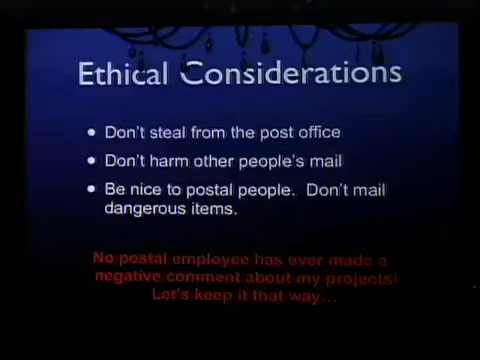 Ethical Considerations
• Don't steal from the post office
• Don't harm other people's mail
• Be nice to postal people. Don't mail
dangerous items.
No postal employee has ever made a
negative comment about my projects!
Let's keep it that way...